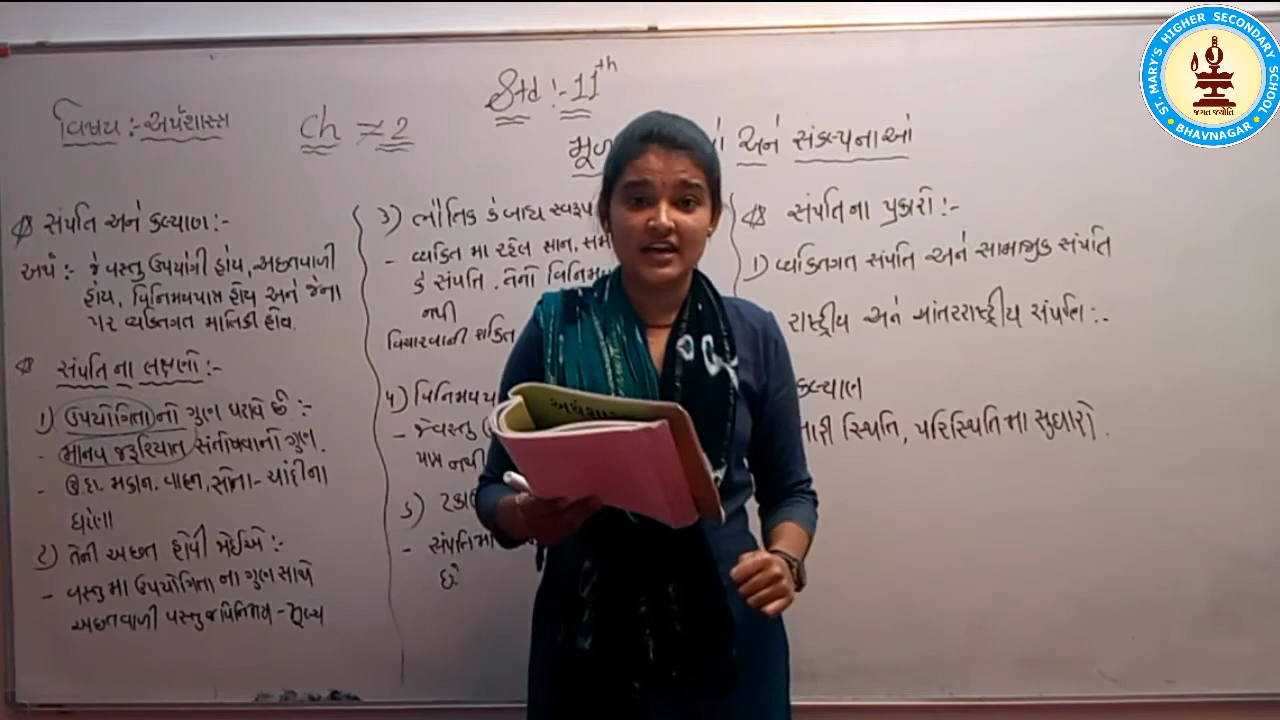 Std :- 11th
વિષય :- અર્થશાસ્ત્ર
Ch 2
અને સંકલ્પનાઓ
સંપતિ અને કલ્યાણ :-
અર્થ :- જે વસ્તુ ઉપયોગી હોય, અછતવાળી
હોય, વિનિમયપાત્ર હોય અને જેના
પર વ્યક્તિગત માલિકી હોય.
સંપતિ ના લક્ષણો :-
1) ઉપયોગિતા નો ગુણ ધરાવે છે :-
- માનવ જરૂરિયાત સંતોષવાનો ગુણ.
- ઉ.દા. મકાન, વાહન, સોના - ચાંદીના
ઘરેણા
2) તેની અછત હોવી જોઈએ :-
- વસ્તુ મા ઉપયોગિતા ના ગુણ સાથે
અછતવાળી વસ્તુ જ વિનિમય - મૂલ્ય
3) ભૌતિક કે બાહ્ય સ્વરૂપ
- વ્યક્તિ મા રહેલ
કે સંપતિ. તેનો
નથી
વિચારવાની શક્તિ
- જે વસ્તુ
પાત્ર નથી
- સંપતિમા
છે
સંપતિ ના પ્રકારો :-
1) વ્યક્તિગત સંપતિ અને સામાજીક સંપતિ
રાષ્ટ્રીય અને આંતરરાષ્ટ્રીય સંપતિ :-
કલ્યાણ
સારી સ્થિતિ, પરિસ્થિતિમા સુધારો.
ST. MARY'S HIGHER SECONDARY SCHOOL
જગત જ્યોતિ
BHAVNAGAR